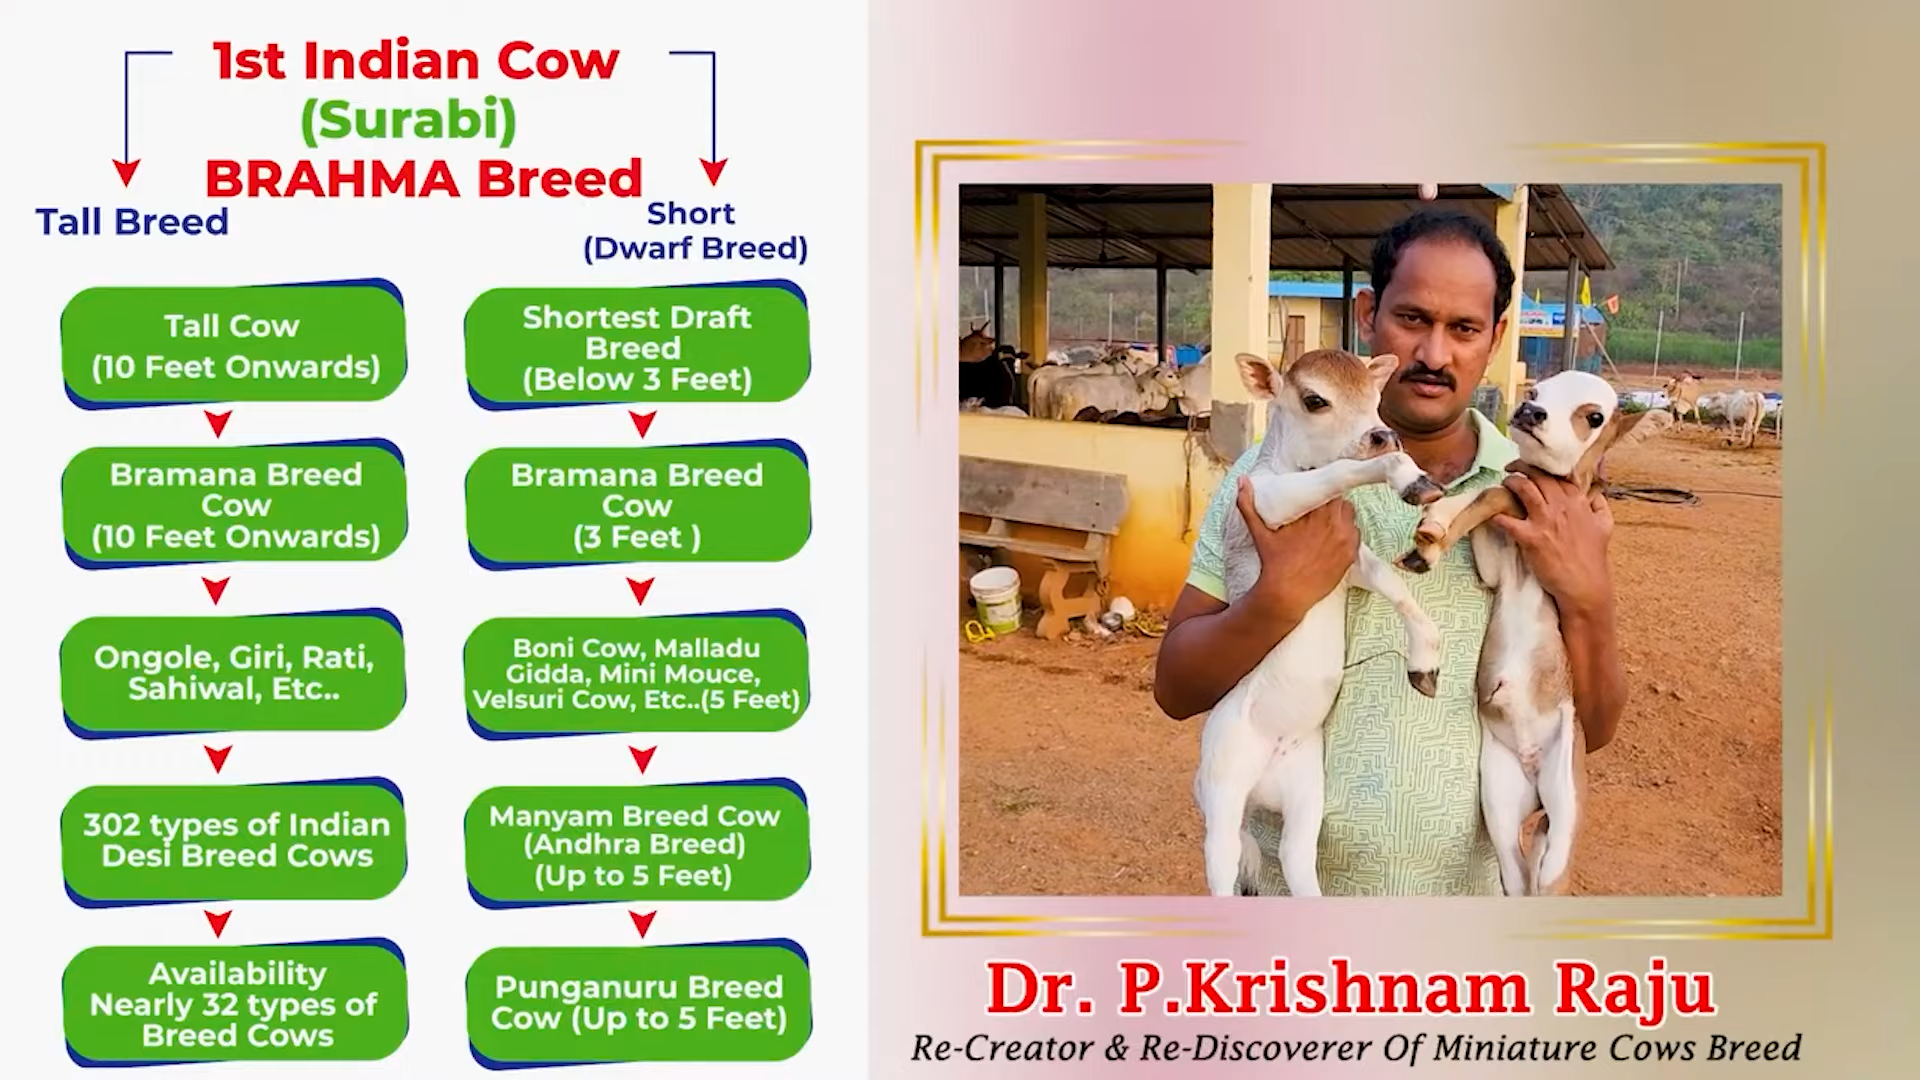 1st Indian Cow
(Surabi)
BRAHMA Breed
Tall Breed
Short
(Dwarf Breed)
Tall Cow
(10 Feet Onwards)
Bramana Breed
Cow
(10 Feet Onwards)
Ongole, Giri, Rati,
Sahiwal, Etc..
302 types of Indian
Desi Breed Cows
Availability
Nearly 32 types of
Breed Cows
Shortest Draft
Breed
(Below 3 Feet)
Bramana Breed
Cow
(3 Feet )
Boni Cow, Malladu
Gidda, Mini Mouce,
Velsuri Cow, Etc..(5 Feet)
Manyam Breed Cow
(Andhra Breed)
(Up to 5 Feet)
Punganuru Breed
Cow (Up to 5 Feet)
Dr. P.Krishnam Raju
Re-Creator & Re-Discoverer Of Miniature Cows Breed